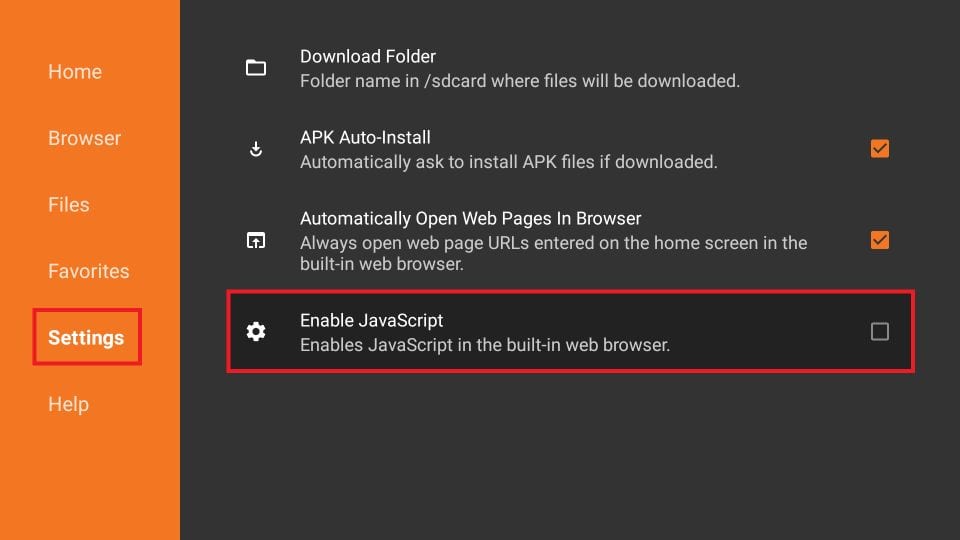 Home
Browser
Files
Favorites
Settings
Help
Download Folder
Folder name in /sdcard where files will be downloaded.
APK Auto-Install
Automatically ask to install APK files if downloaded.
Automatically Open Web Pages In Browser
Always open web page URLs entered on the home screen in the
built-in web browser.
Enable JavaScript
Enables JavaScript in the built-in web browser.